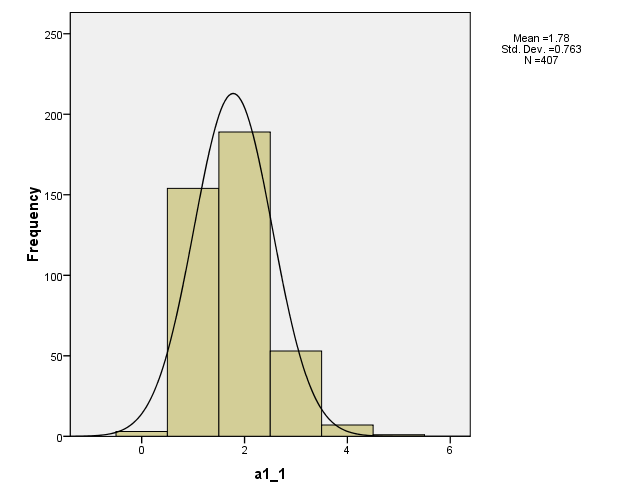 Mean =1.78
Std. Dev. =0.763
N =407
250
200
150
100
50
0
Frequency
0 2 4 6
a1_1